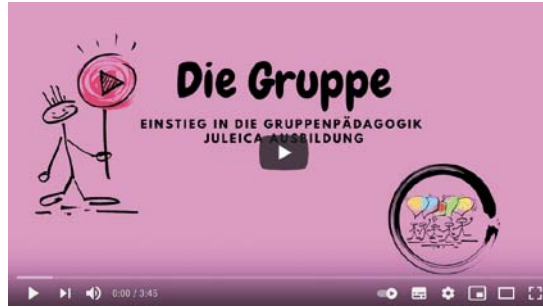 Die Gruppe
EINSTIEG IN DIE GRUPPENPÄDAGOGIK
JULEICA AUSBILDUNG
0:00 / 3:45